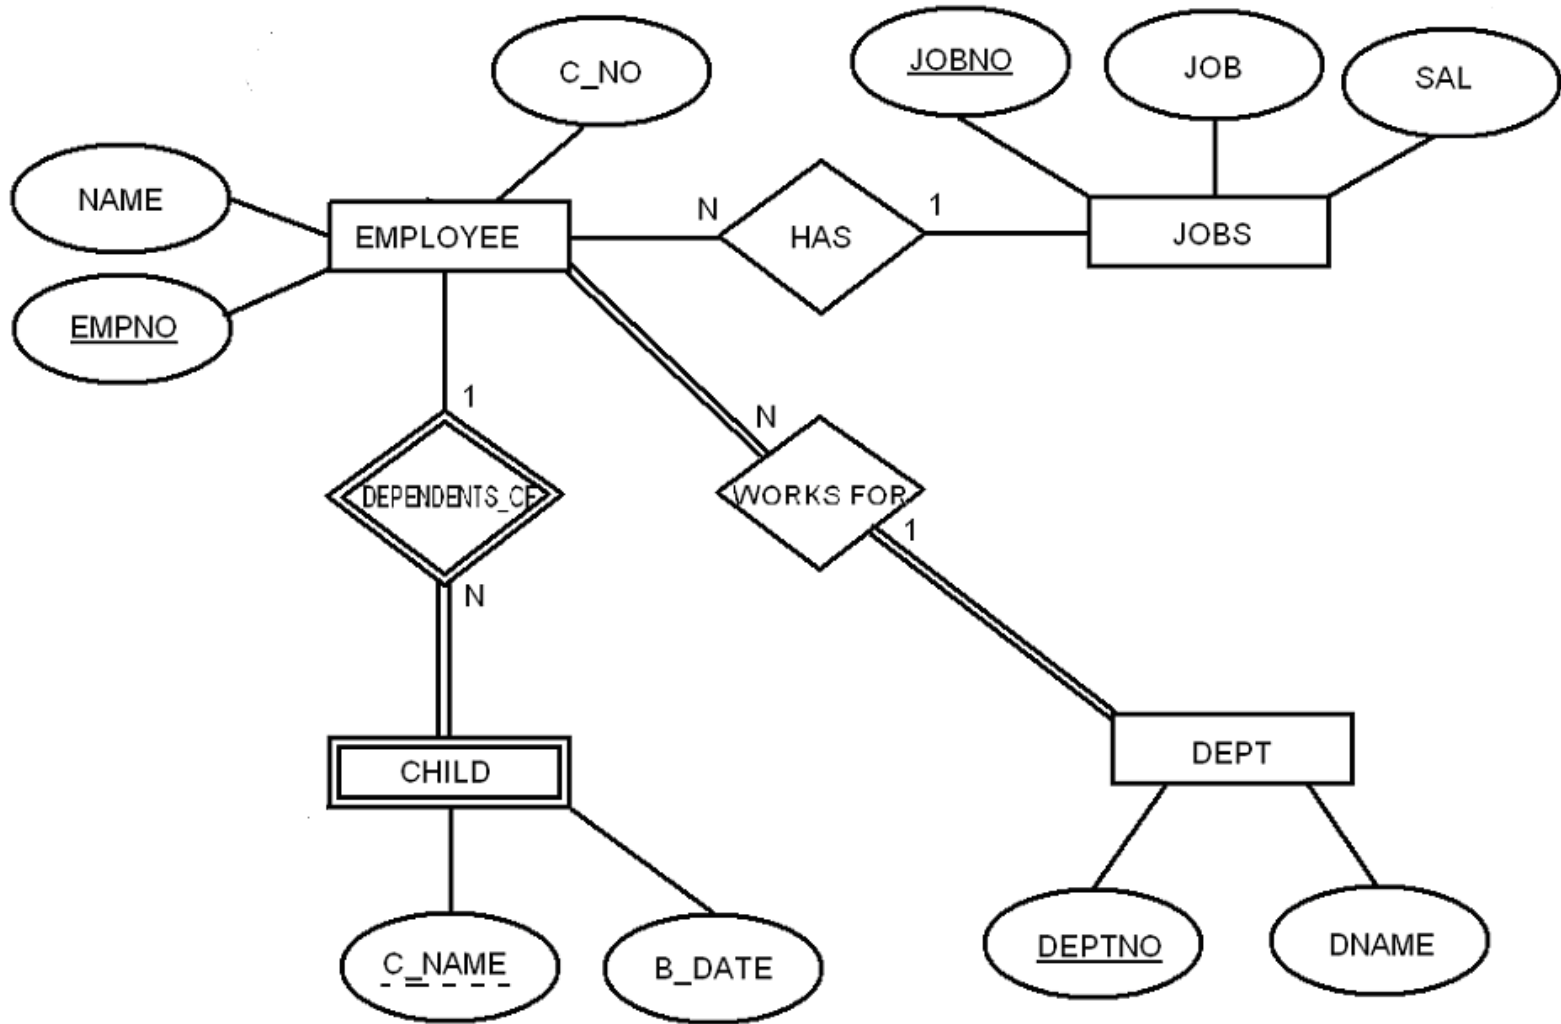 C_NO
JOBNO
JOB
SAL
NAME
EMPLOYEE
N
HAS
1
JOBS
EMPNO
1
N
DEPENDENTS_OF
WORKS FOR
1
N
CHILD
DEPT
C_NAME
B_DATE
DEPTNO
DNAME